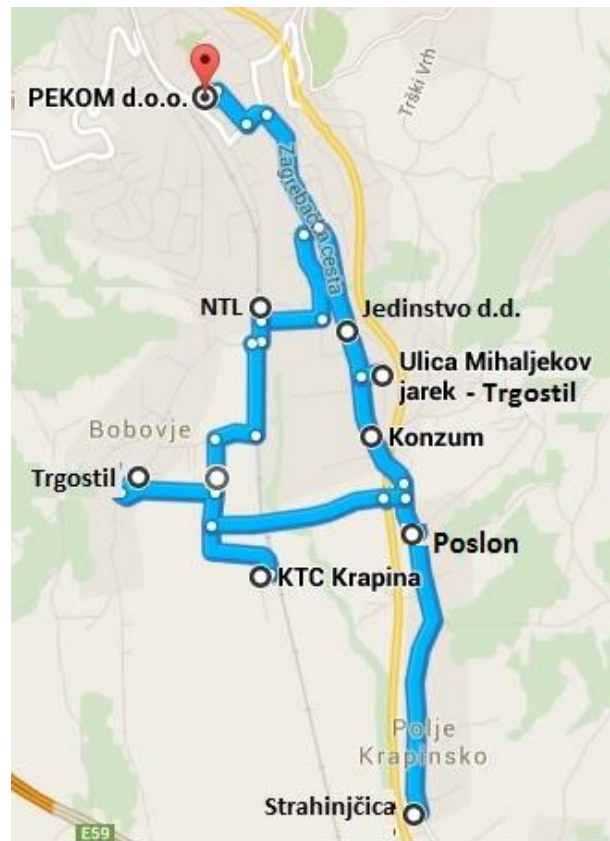 PEKOM d.o.o.
Trški Vrh
Zagrebačka cesta
NTL
Jedinstvo d.d.
Ulica Mihaljekov
jarek - Trgostil
Bobovje
Konzum
Trgostil
Poslon
KTC Krapina
Polje
Krapinsko
Strahinjčica
E59